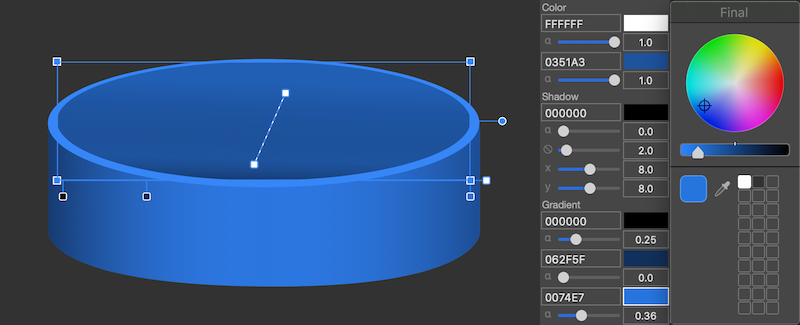 Color
FFFFFF
α 1.0
0351A3
α 1.0
Shadow
000000
α 0.0
2.0
x 8.0
y 8.0
Gradient
000000
α 0.25
062F5F
α 0.0
0074E7
α 0.36
Final